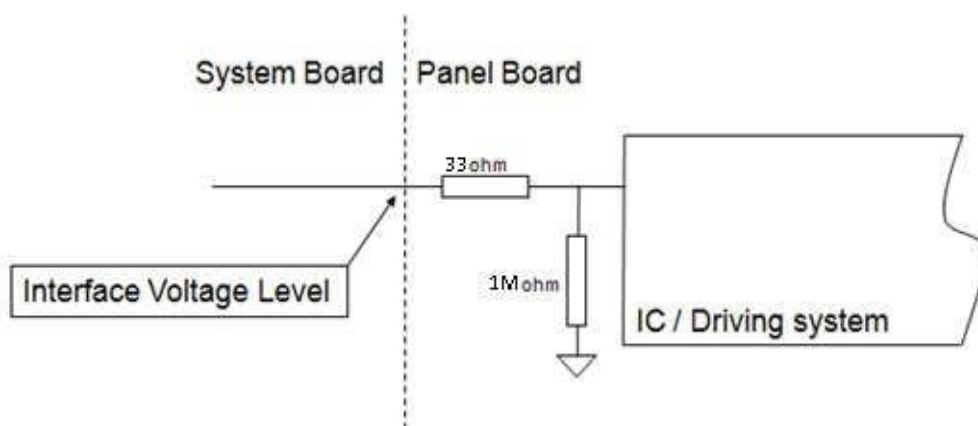 System Board
Panel Board
33ohm
Interface Voltage Level
1Mohm
IC / Driving system